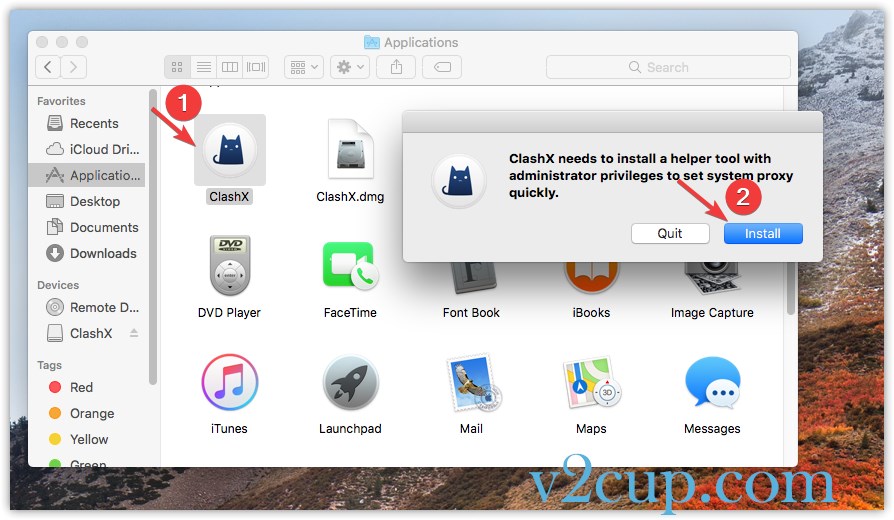 Applications
Search
Favorites
Recents
iCloud Dri...
Applicatio...
Desktop
Documents
Downloads
Devices
Remote D...
ClashX
Tags
Red
Orange
Yellow
Green
1
ClashX
ClashX.dmg
ClashX needs to install a helper tool with
administrator privileges to set system proxy
quickly.
2
Quit
Install
DVD
DVD Player
FaceTime
Font Book
iBooks
Image Capture
3D
iTunes
Launchpad
Mail
Maps
Messages
v2cup.com